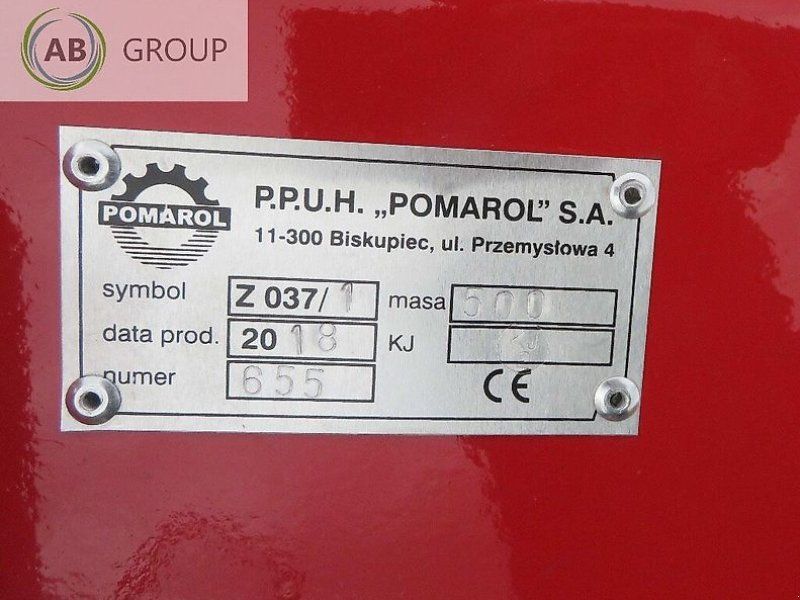 AB GROUP
POMAROL
P.P.U.H. „POMAROL” S.A.
11-300 Biskupiec, ul. Przemysłowa 4
symbol Z 037/1 masa 500
data prod. 2018 KJ KJ
numer 655 CE